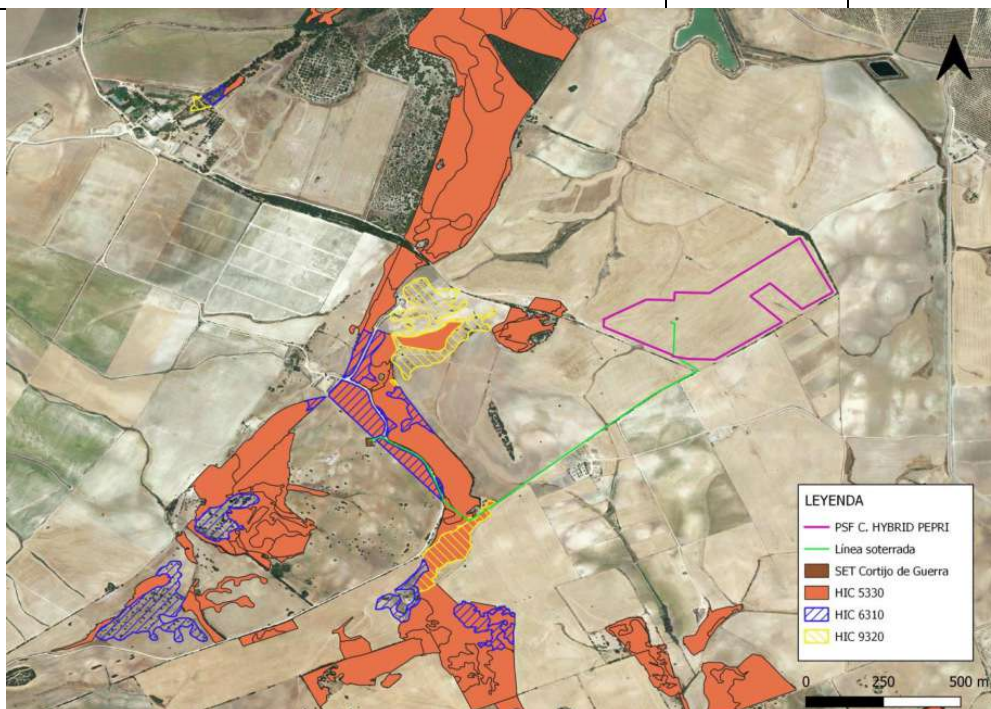 LEYENDA
PSF C. HYBRID PEPRI
Línea soterrada
SET Cortijo de Guerra
HIC 5330
HIC 6310
HIC 9320
0 250 500 m